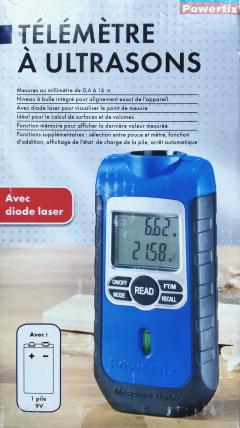 Powerfix
TÉLÉMÈTRE
À ULTRASONS
Mesures au millimètre de 0,6 à 16 m
Niveau à bulle intégré pour alignement exact de l'appareil
Avec diode laser pour visualiser le point de mesure
Idéal pour le calcul de surfaces et de volumes
Fonction mémoire pour afficher la dernière valeur mesurée
Fonctions supplémentaires : sélection entre pouce et mètre, fonction
d'addition, affichage de l'état de charge de la pile, arrêt automatique
Avec
diode laser
6.62 M
21.58 M²
ON/OFF
MODE
READ
FT/M
RECALL
Avec :
1 pile
9V
Powerfix
Measure Easy